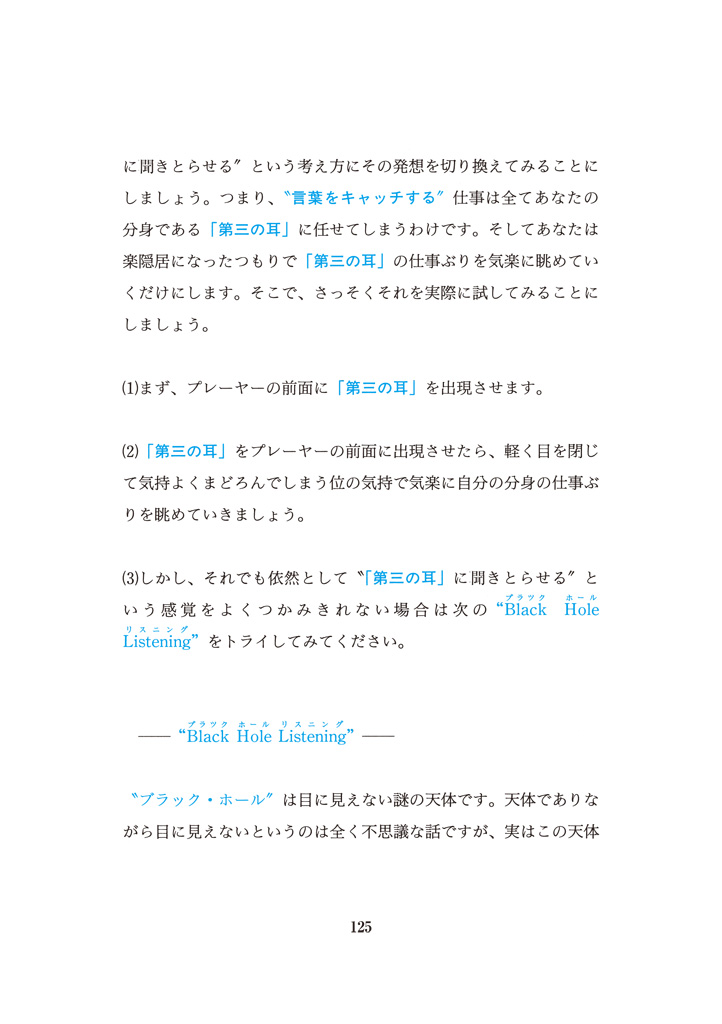 に聞きとらせる〞という考え方にその発想を切り換えてみることに
しましょう。つまり、〝言葉をキャッチする〞仕事は全てあなたの
分身である「第三の耳」に任せてしまうわけです。そしてあなたは
楽隠居になったつもりで「第三の耳」の仕事ぶりを気楽に眺めてい
くだけにします。そこで、さっそくそれを実際に試してみることに
しましょう。
⑴まず、プレーヤーの前面に「第三の耳」を出現させます。
⑵「第三の耳」をプレーヤーの前面に出現させたら、軽く目を閉じ
て気持よくまどろんでしまう位の気持で気楽に自分の分身の仕事ぶ
りを眺めていきましょう。
⑶しかし、それでも依然として〝「第三の耳」に聞きとらせる〞と
ブラツク ホール
いう感覚をよくつかみきれない場合は次の“Black Hole
リスニング
Listening”をトライしてみてください。
ブラツク ホール リスニング
――“Black Hole Listening”――
〝ブラック・ホール〞は目に見えない謎の天体です。天体でありな
がら目に見えないというのは全く不思議な話ですが、実はこの天体
125